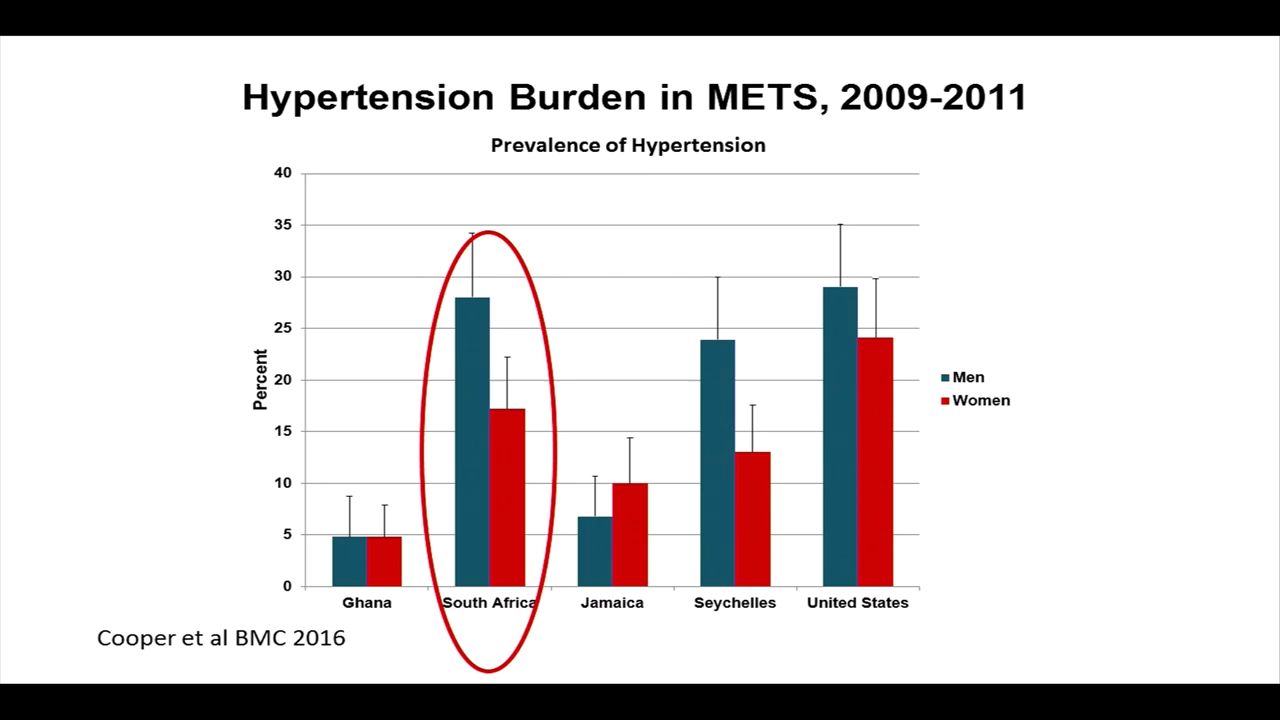 Hypertension Burden in METS, 2009-2011
Prevalence of Hypertension
40
35
30
25
20
15
10
5
0
Percent
Ghana
South Africa
Jamaica
Seychelles
United States
Men
Women
Cooper et al BMC 2016